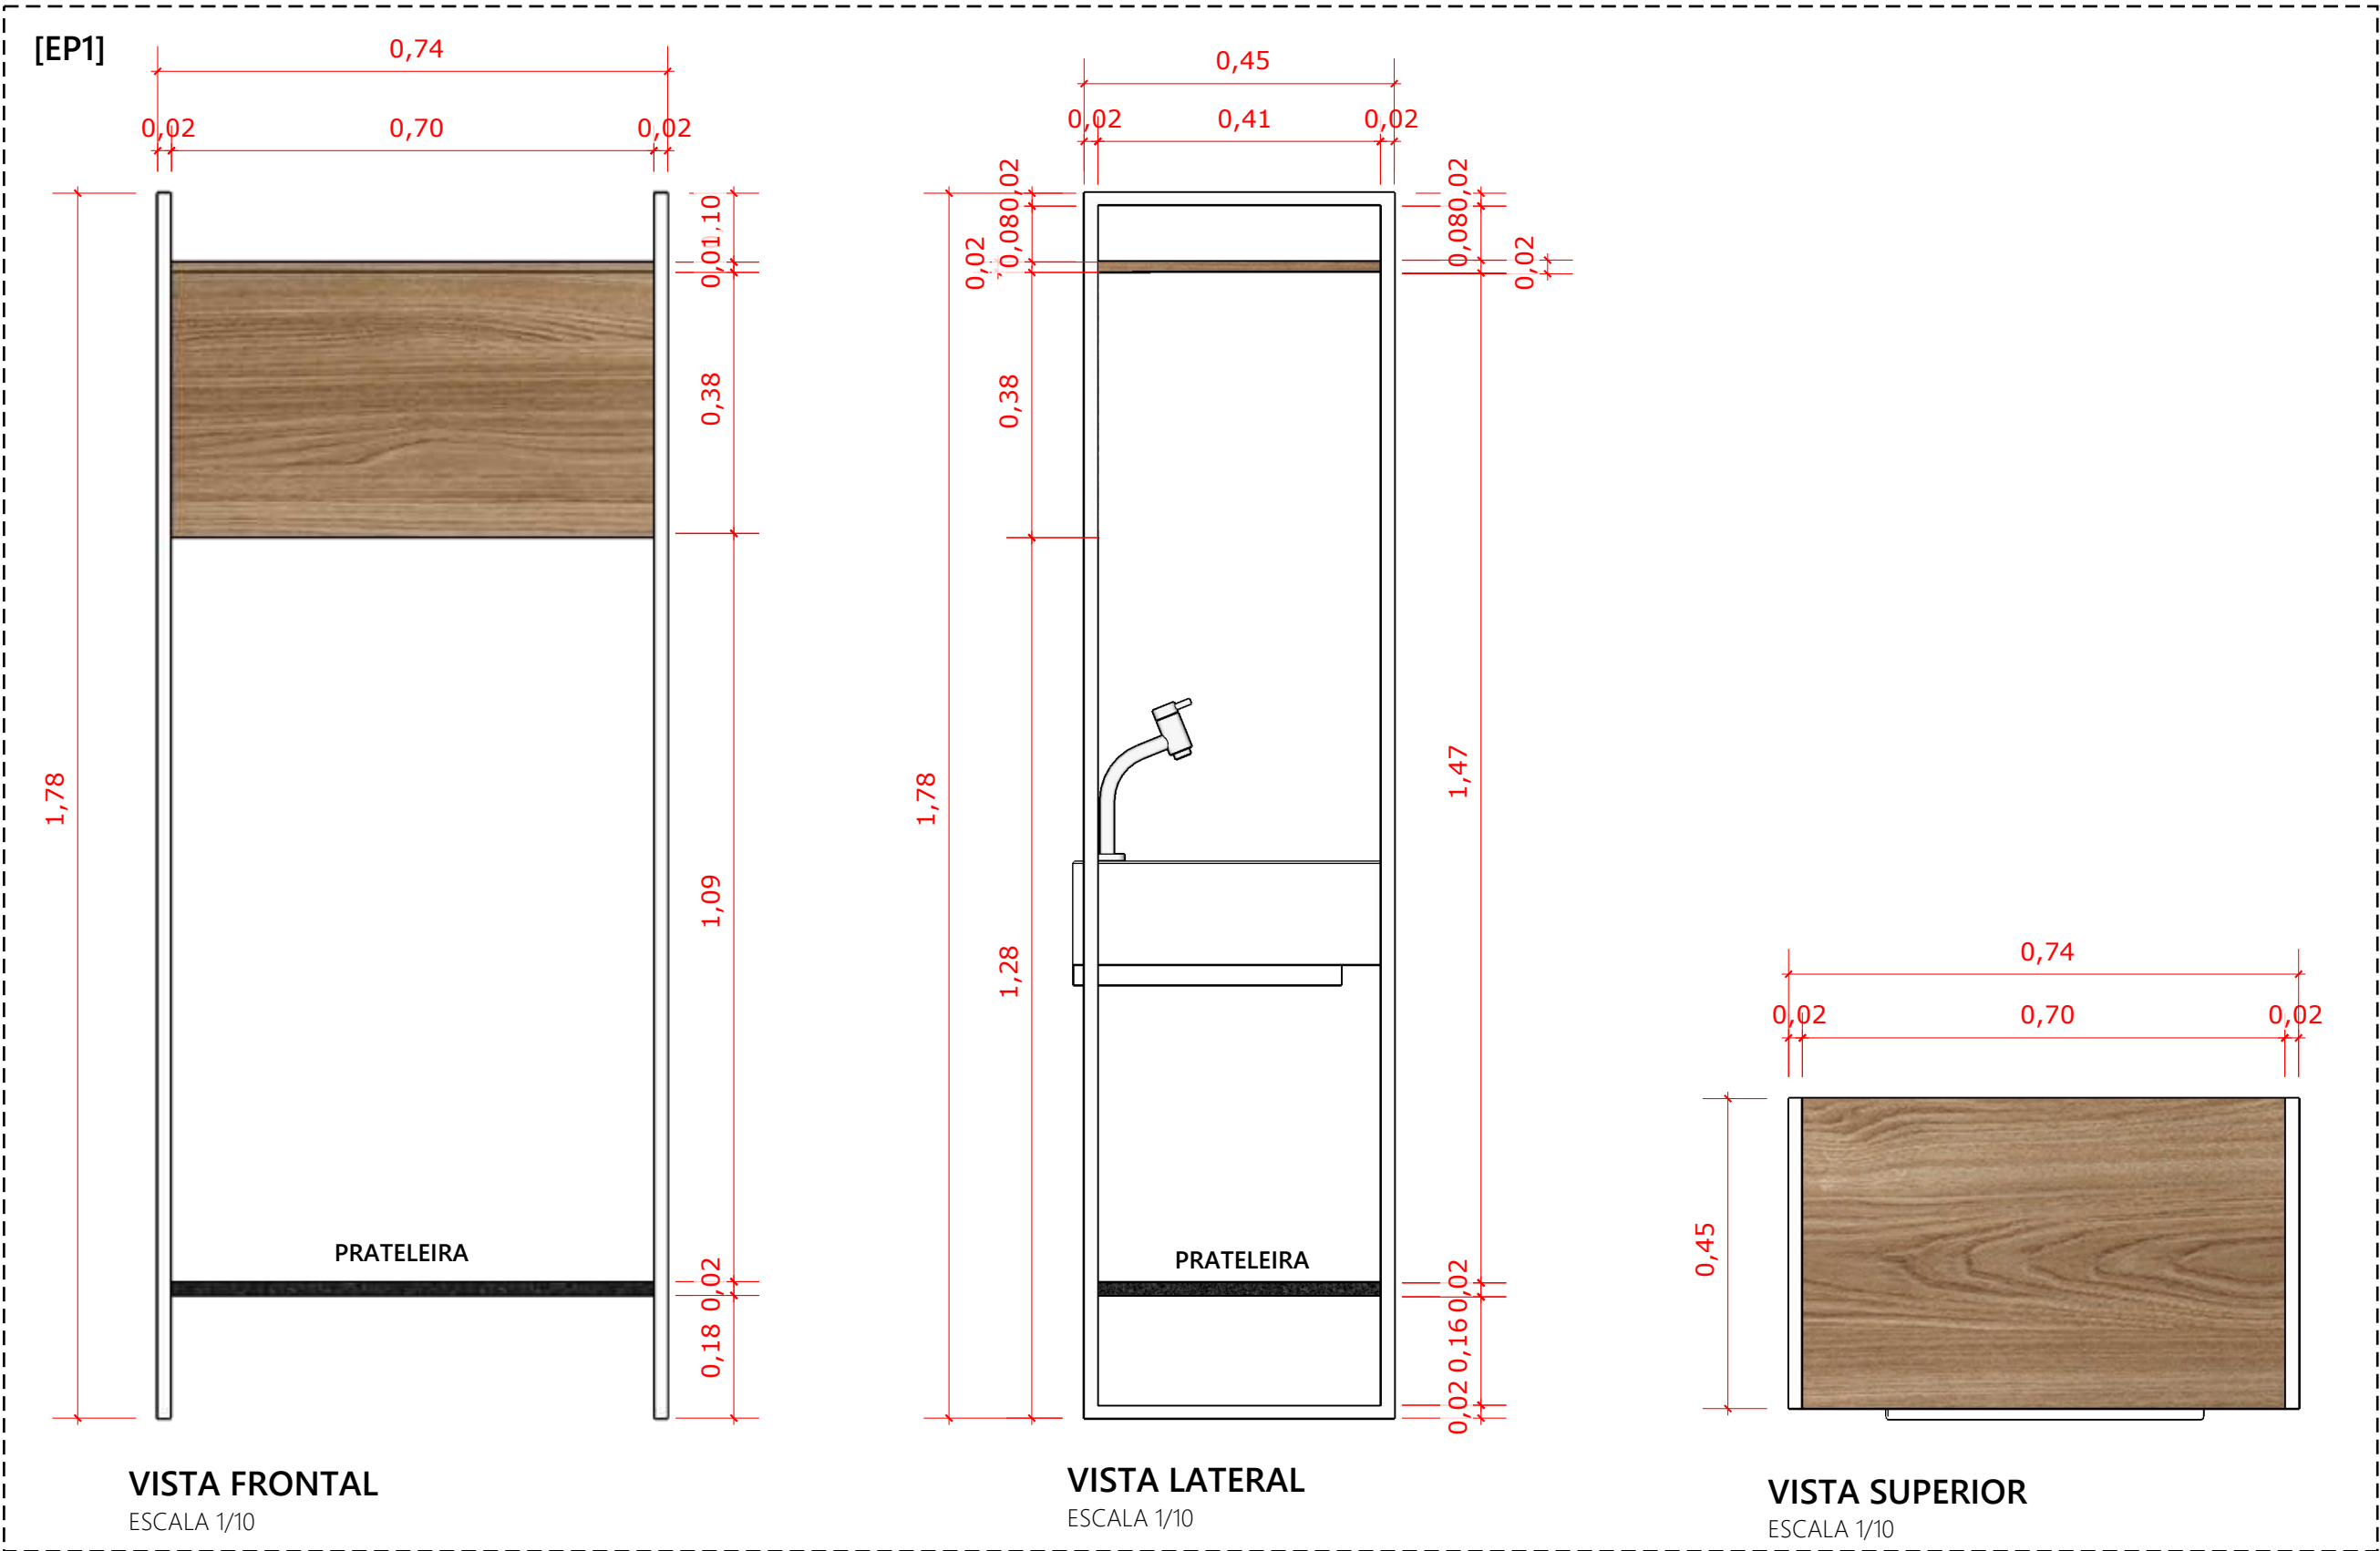 [EP1]
0,74
0,02 0,70 0,02
0,10
0,01
0,38
1,78
1,09
PRATELEIRA
0,02
0,18
VISTA FRONTAL
ESCALA 1/10
0,45
0,02 0,41 0,02
0,02
0,08
0,02
0,38
1,78
1,28
0,02
0,08
0,02
1,47
PRATELEIRA
0,02
0,16
0,02
VISTA LATERAL
ESCALA 1/10
0,74
0,02 0,70 0,02
0,45
VISTA SUPERIOR
ESCALA 1/10